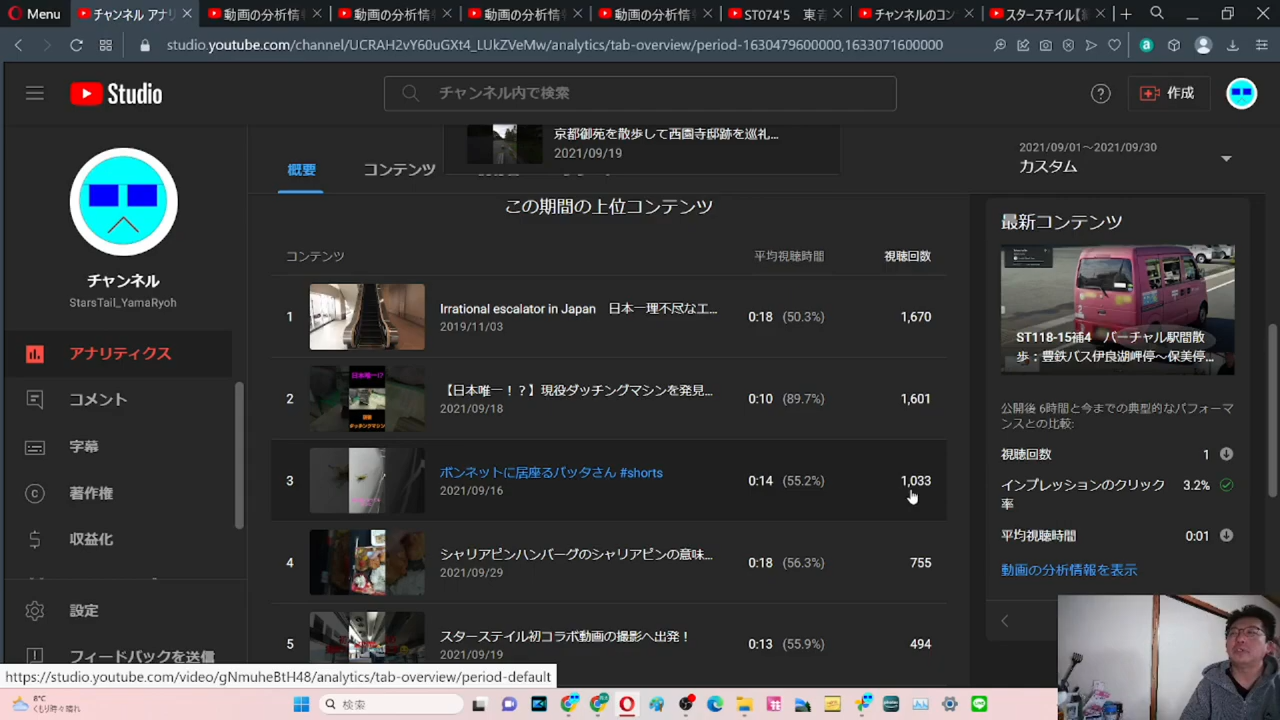 Menu
チャンネル アナ
動画の分析情
動画の分析情
動画の分析情
動画の分析情
ST074'5
チャンネルのコン
スターステイル【
studio.youtube.com/channel/UCRAH2vY60uGXt4_LUkZVeMw/analytics/tab-overview/period-1630479600000,1633071600000
Studio
チャンネル内で検索
作成
京都御苑を散歩して西園寺邸跡を巡礼...
2021/09/19
概要
コンテンツ
2021/09/01～2021/09/30
カスタム
チャンネル
StarsTail_YamaRyoh
アナリティクス
コメント
字幕
著作権
収益化
設定
フィードバックを送信
この期間の上位コンテンツ
コンテンツ
平均視聴時間
視聴回数
1
Irrational escalator in Japan 日本一理不尽なエ...
2019/11/03
0:18 (50.3%)
1,670
2
日本唯一!?
ダッチングマシン
【日本唯一！？】現役ダッチングマシンを発見...
2021/09/18
0:10 (89.7%)
1,601
3
ボンネットに居座るバッタさん #shorts
2021/09/16
0:14 (55.2%)
1,033
4
シャリアピンハンバーグのシャリアピンの意味...
2021/09/29
0:18 (56.3%)
755
5
スターステイル初コラボ動画の撮影へ出発！
2021/09/19
0:13 (55.9%)
494
最新コンテンツ
ST118-15補4 バーチャル駅間散
歩：豊鉄バス伊良湖岬停～保美停...
公開後 6時間と今までの典型的なパフォーマ
ンスとの比較:
視聴回数
1
インプレッションのクリック
率
3.2%
平均視聴時間
0:01
動画の分析情報を表示
https://studio.youtube.com/video/gNmuheBtH48/analytics/tab-overview/period-default
8°C
くもり時々晴れ
検索